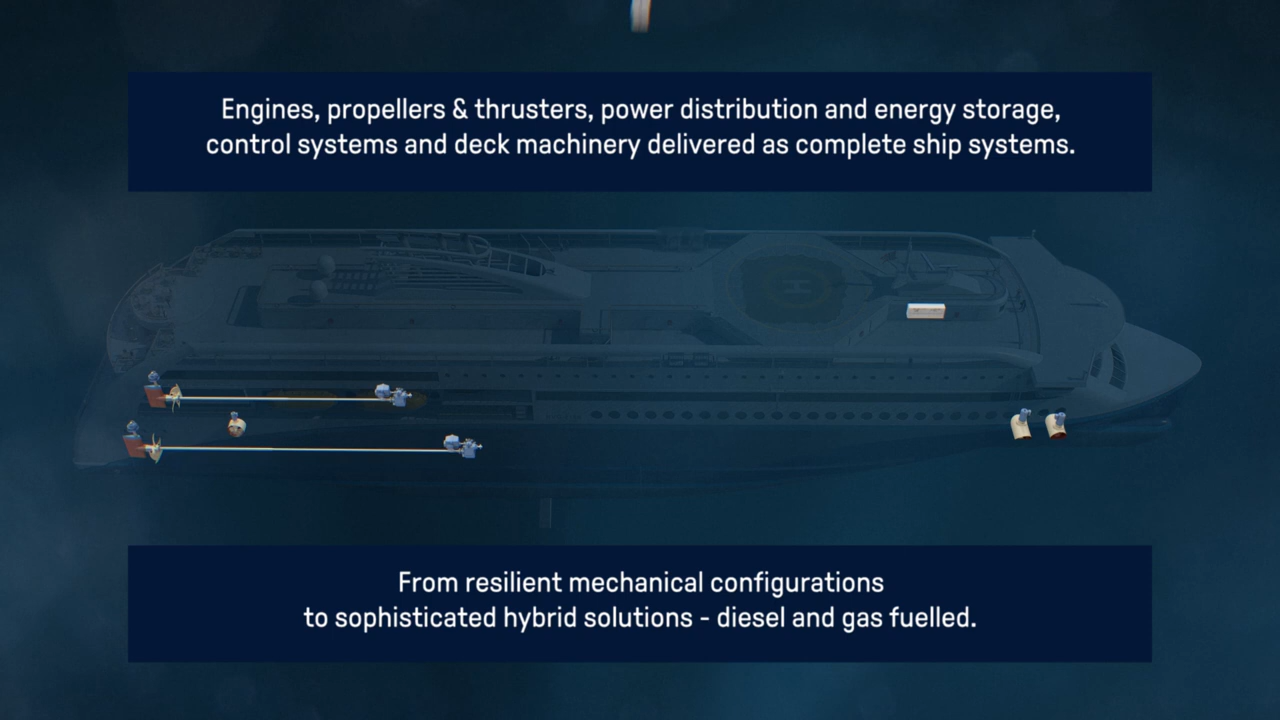 Engines, propellers & thrusters, power distribution and energy storage,
control systems and deck machinery delivered as complete ship systems.
H
From resilient mechanical configurations
to sophisticated hybrid solutions - diesel and gas fuelled.